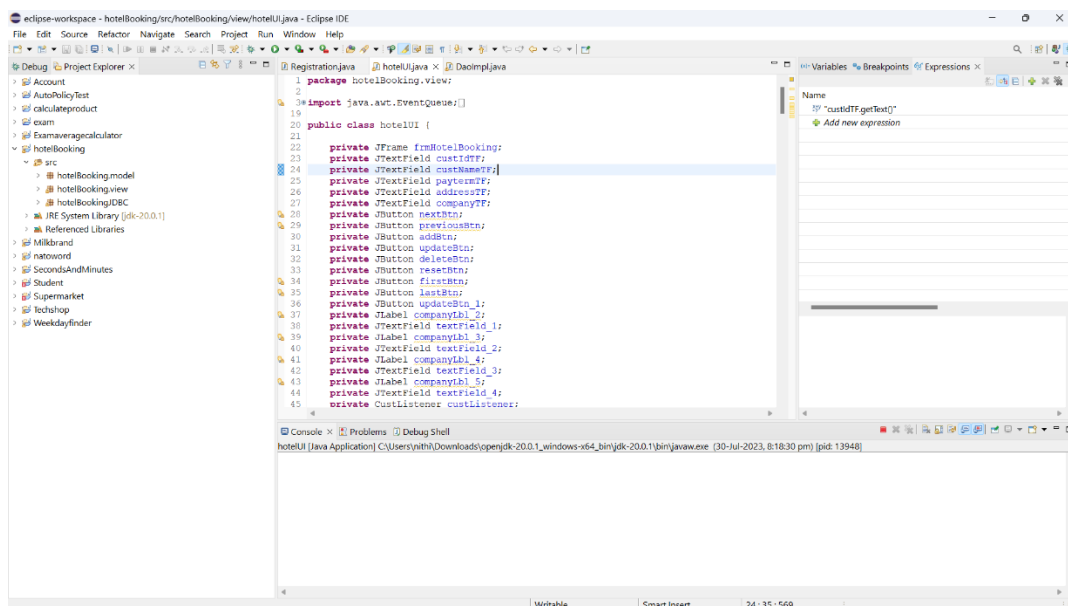 eclipse-workspace - hotelBooking/src/hotelBooking/view/hotelUI.java - Eclipse IDE
File Edit Source Refactor Navigate Search Project Run Window Help
Debug Project Explorer ×
Account
AutoPolicyTest
calculateproduct
exam
Examaveragecalculator
hotelBooking
src
hotelBooking.model
hotelBooking.view
hotelBookingJDBC
JRE System Library [jdk-20.0.1]
Referenced Libraries
Milkbrand
natoword
SecondsAndMinutes
Student
Supermarket
Techshop
Weekdayfinder
Registration.java hotelUI.java × DaoImpl.java
1 package hotelBooking.view;
2
3 import java.awt.EventQueue;
19
20 public class hotelUI {
21
22 private JFrame frmHotelBooking;
23 private JTextField custIdTF;
24 private JTextField custNameTF;
25 private JTextField paytermTF;
26 private JTextField addressTF;
27 private JTextField companyTF;
28 private JButton nextBtn;
29 private JButton previousBtn;
30 private JButton addBtn;
31 private JButton updateBtn;
32 private JButton deleteBtn;
33 private JButton resetBtn;
34 private JButton firstBtn;
35 private JButton lastBtn;
36 private JButton updateBtn_1;
37 private JLabel companyLbl_2;
38 private JTextField textField_1;
39 private JLabel companyLbl_3;
40 private JTextField textField_2;
41 private JLabel companyLbl_4;
42 private JTextField textField_3;
43 private JLabel companyLbl_5;
44 private JTextField textField_4;
45 private CustListener custListener;
Variables Breakpoints Expressions ×
Name
"custIdTF.getText()"
Add new expression
Console × Problems Debug Shell
hotelUI [Java Application] C:\Users\nithi\Downloads\openjdk-20.0.1_windows-x64_bin\jdk-20.0.1\bin\javaw.exe (30-Jul-2023, 8:18:30 pm) [pid: 13948]
Writable Smart Insert 24 : 35 : 569